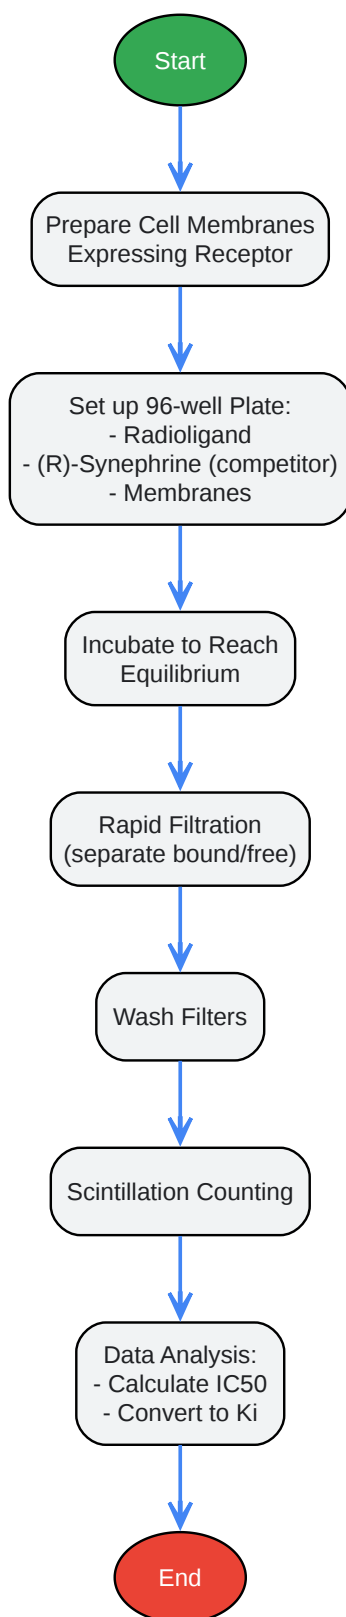 Start
Prepare Cell Membranes
Expressing Receptor
Set up 96-well Plate:
- Radioligand
- (R)-Synephrine (competitor)
- Membranes
Incubate to Reach
Equilibrium
Rapid Filtration
(separate bound/free)
Wash Filters
Scintillation Counting
Data Analysis:
- Calculate IC50
- Convert to Ki
End